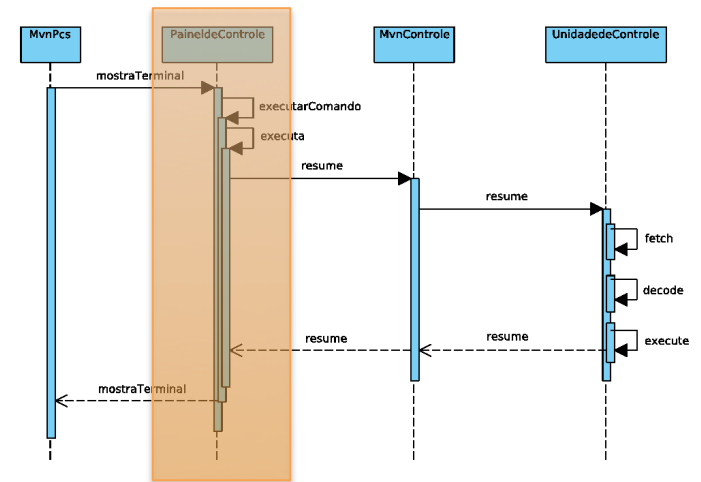 MvnPcs
PaineldeControle
MvnControle
UnidadedeControle
mostraTerminal
executarComando
executa
resume
resume
fetch
decode
execute
resume
resume
mostraTerminal